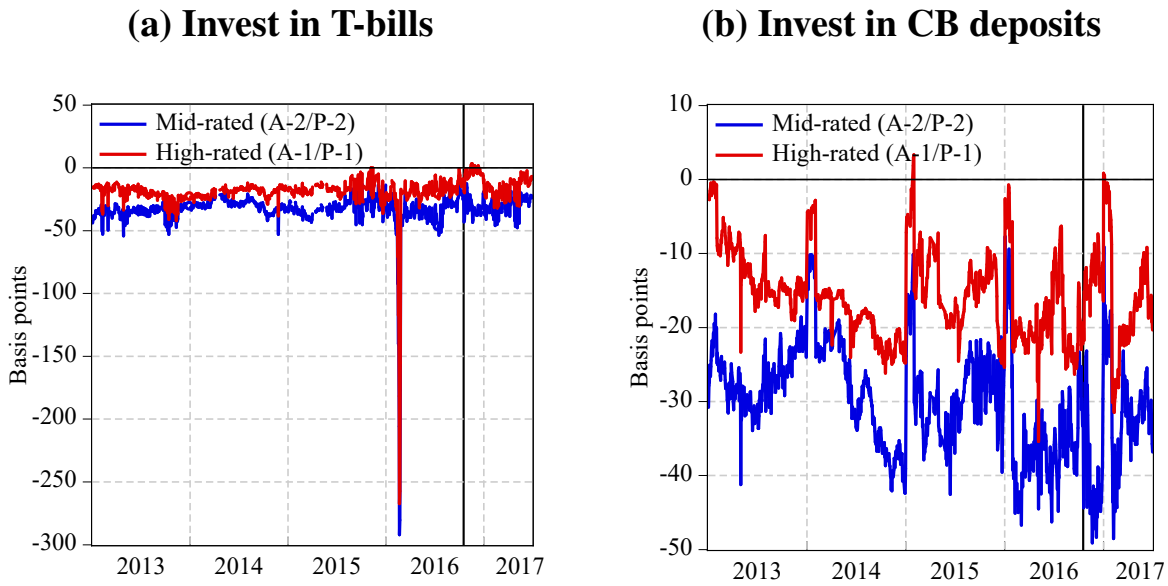 (a) Invest in T-bills
50
0
-50
-100
-150
-200
-250
-300
Basis points
Mid-rated (A-2/P-2)
High-rated (A-1/P-1)
2013 2014 2015 2016 2017
(b) Invest in CB deposits
10
0
-10
-20
-30
-40
-50
Basis points
Mid-rated (A-2/P-2)
High-rated (A-1/P-1)
2013 2014 2015 2016 2017